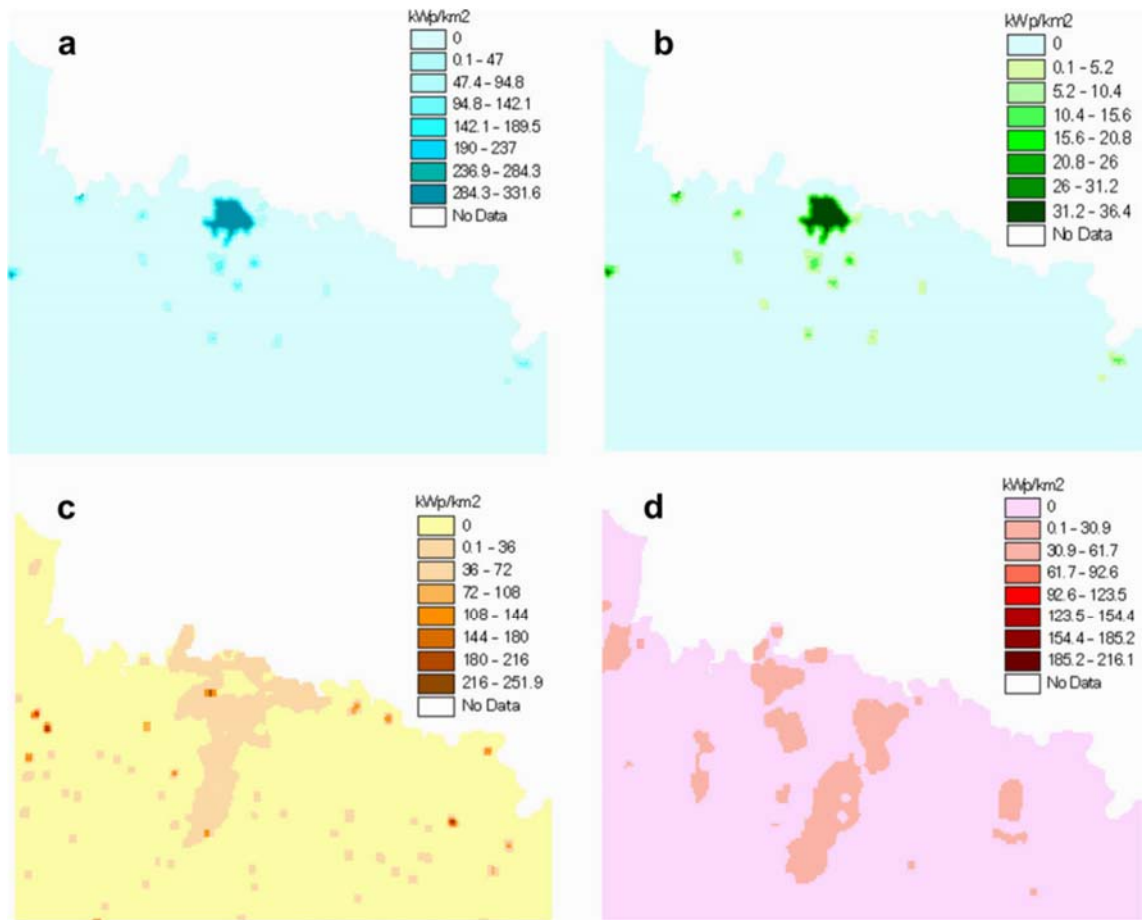 a
kWp/km2
0
0.1 – 47
47.4 – 94.8
94.8 – 142.1
142.1 – 189.5
190 – 237
236.9 – 284.3
284.3 – 331.6
No Data
b
kWp/km2
0
0.1 – 5.2
5.2 – 10.4
10.4 – 15.6
15.6 – 20.8
20.8 – 26
26 – 31.2
31.2 – 36.4
No Data
c
kWp/km2
0
0.1 – 36
36 – 72
72 – 108
108 – 144
144 – 180
180 – 216
216 – 251.9
No Data
d
kWp/km2
0
0.1 – 30.9
30.9 – 61.7
61.7 – 92.6
92.6 – 123.5
123.5 – 154.4
154.4 – 185.2
185.2 – 216.1
No Data